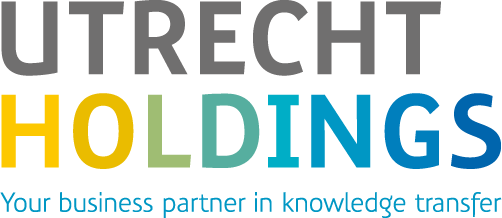 UTRECHT
HOLDINGS
Your business partner in knowledge transfer